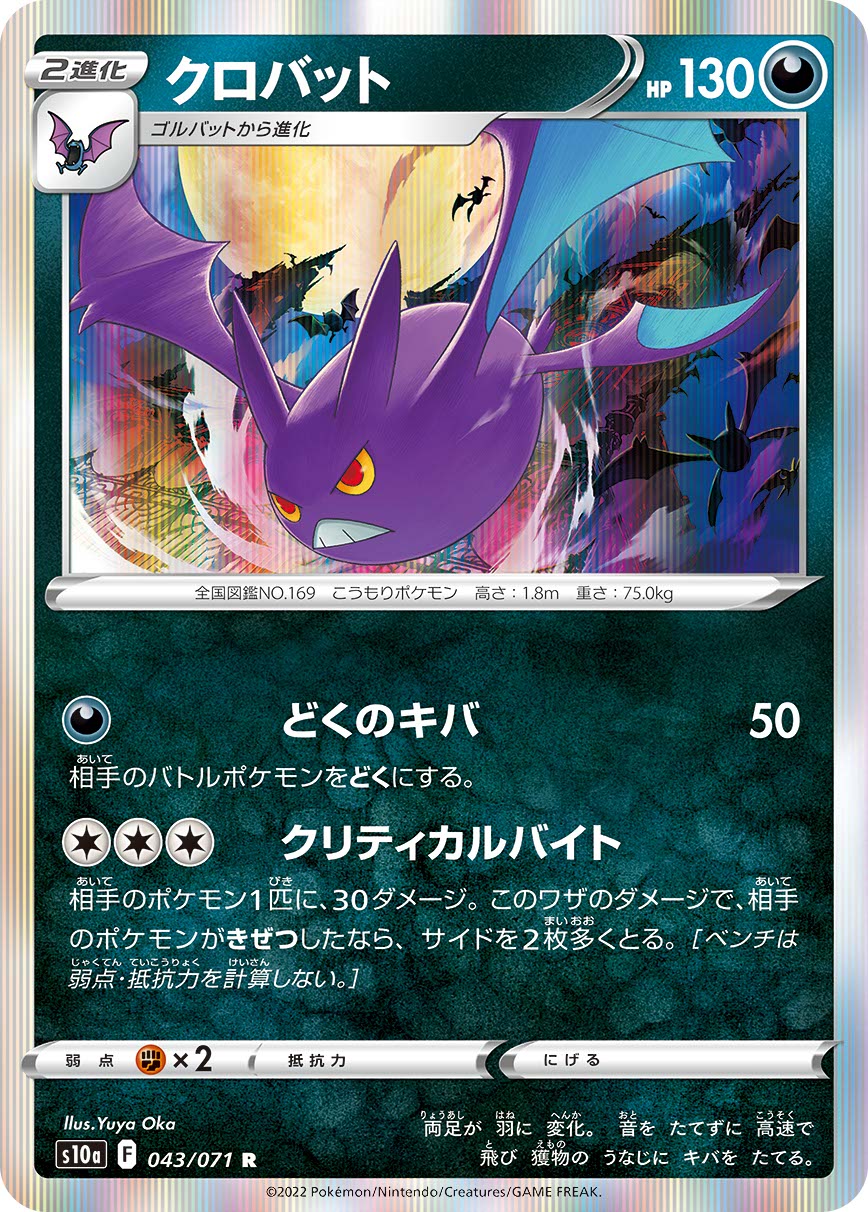 2進化
クロバット
HP 130
ゴルバットから進化
全国図鑑NO.169 こうもりポケモン 高さ：1.8m 重さ：75.0kg
どくのキバ 50
相手のバトルポケモンをどくにする。
クリティカルバイト
相手のポケモン1匹に、30ダメージ。このワザのダメージで、相手
のポケモンがきぜつしたなら、サイドを2枚多くとる。［ベンチは
弱点・抵抗力を計算しない。］
弱点 ×2 抵抗力 にげる
Illus.Yuya Oka
両足が 羽に 変化。 音を たてずに 高速で
飛び 獲物の うなじに キバを たてる。
s10a F 043/071 R
©2022 Pokémon/Nintendo/Creatures/GAME FREAK.